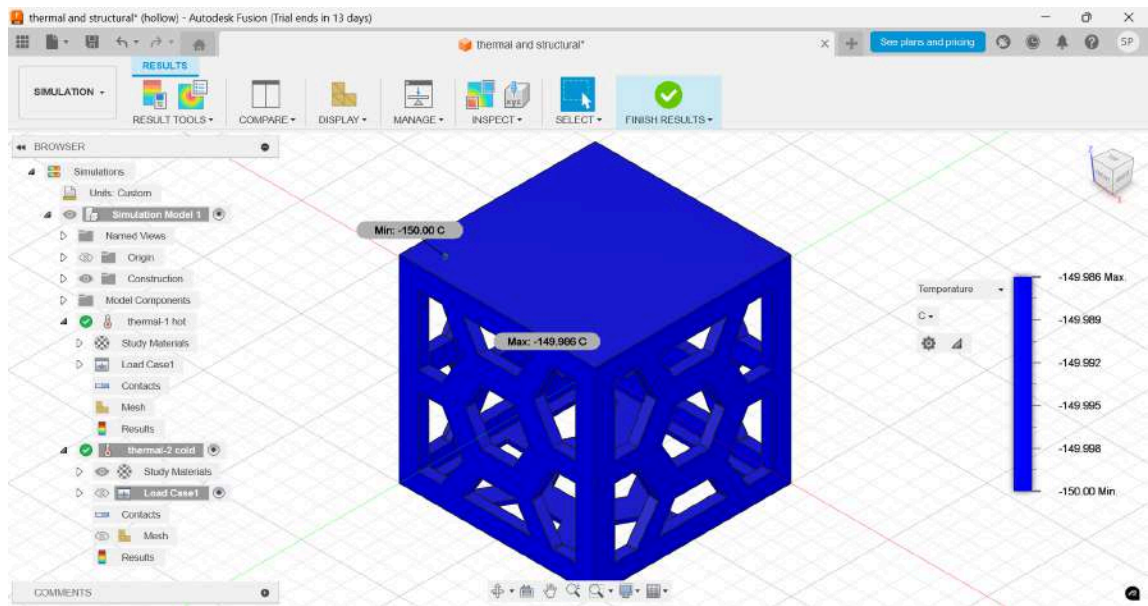 thermal and structural* (hollow) - Autodesk Fusion (Trial ends in 13 days)
thermal and structural*
See plans and pricing
SP
RESULTS
SIMULATION
RESULT TOOLS
COMPARE
DISPLAY
MANAGE
INSPECT
SELECT
FINISH RESULTS
BROWSER
Simulations
Units: Custom
Simulation Model 1
Named Views
Origin
Construction
Model Components
thermal-1 hot
Study Materials
Load Case1
Contacts
Mesh
Results
thermal-2 cold
Study Materials
Load Case1
Contacts
Mesh
Results
COMMENTS
Min: -150.00 C
Max: -149.986 C
Temperature
C
-149.986 Max.
-149.989
-149.992
-149.995
-149.998
-150.00 Min.